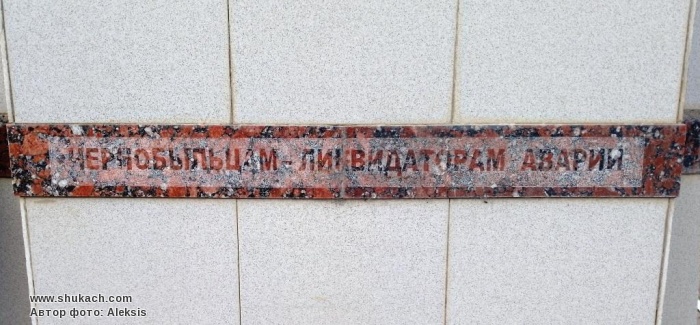 ЧЕРНОБЫЛЬЦАМ - ЛИКВИДАТОРАМ АВАРИИ
www.shukach.com
Автор фото: Aleksis